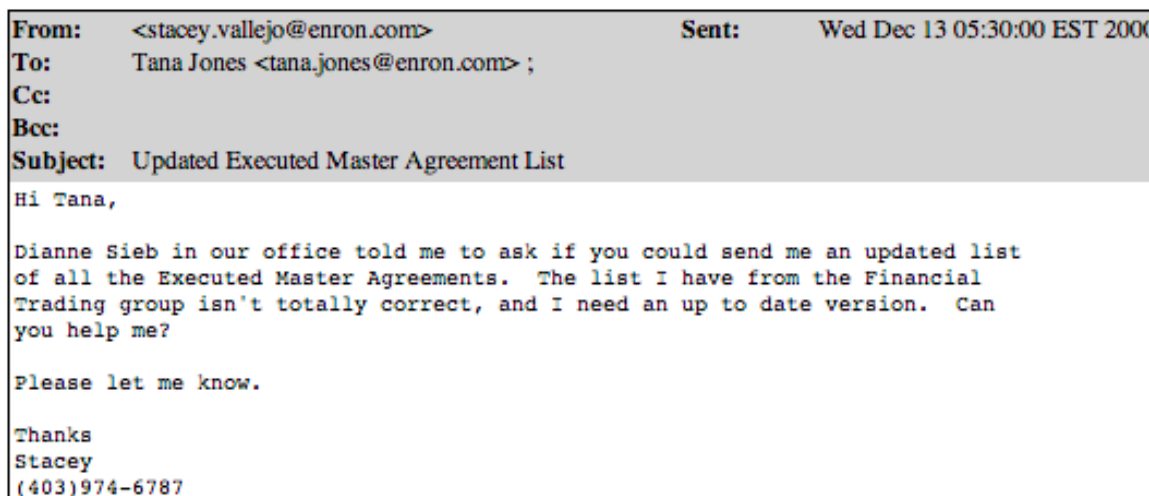 From: <stacey.vallejo@enron.com> Sent: Wed Dec 13 05:30:00 EST 2000
To: Tana Jones <tana.jones@enron.com> ;
Cc:
Bcc:
Subject: Updated Executed Master Agreement List
Hi Tana,
Dianne Sieb in our office told me to ask if you could send me an updated list
of all the Executed Master Agreements. The list I have from the Financial
Trading group isn't totally correct, and I need an up to date version. Can
you help me?
Please let me know.
Thanks
Stacey
(403)974-6787